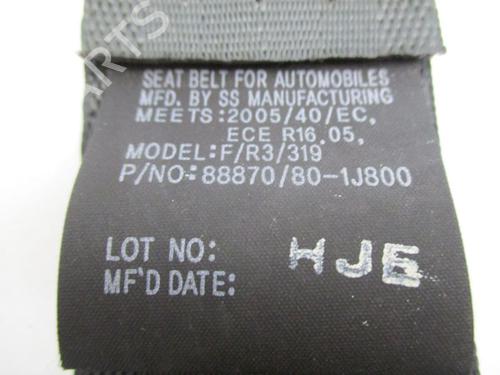 SEAT BELT FOR AUTOMOBILES
MFD. BY SS MANUFACTURING
MEETS:2005/40/EC,
ECE R16.05,
MODEL:F/R3/319
P/NO:88870/80-1J800
LOT NO: HJE
MF'D DATE: